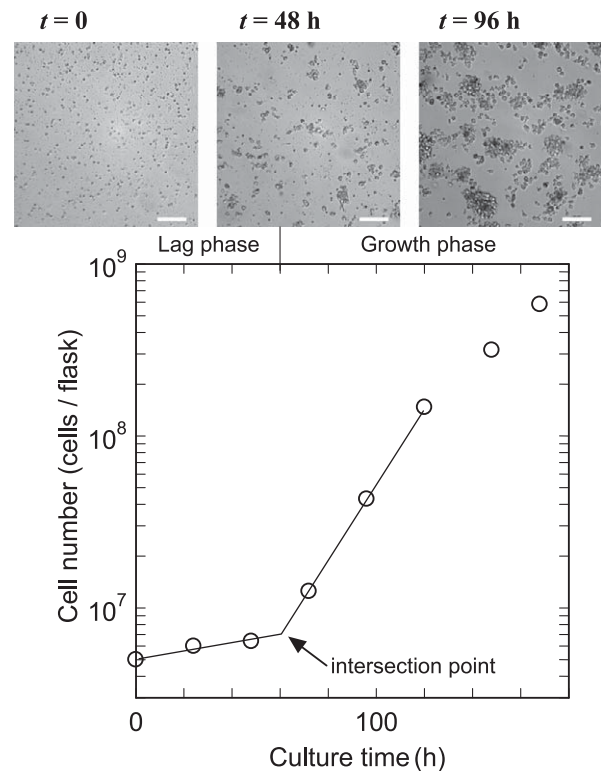 t = 0 t = 48 h t = 96 h
Lag phase Growth phase
10⁹
10⁸
10⁷
Cell number (cells / flask)
intersection point
0 100
Culture time (h)